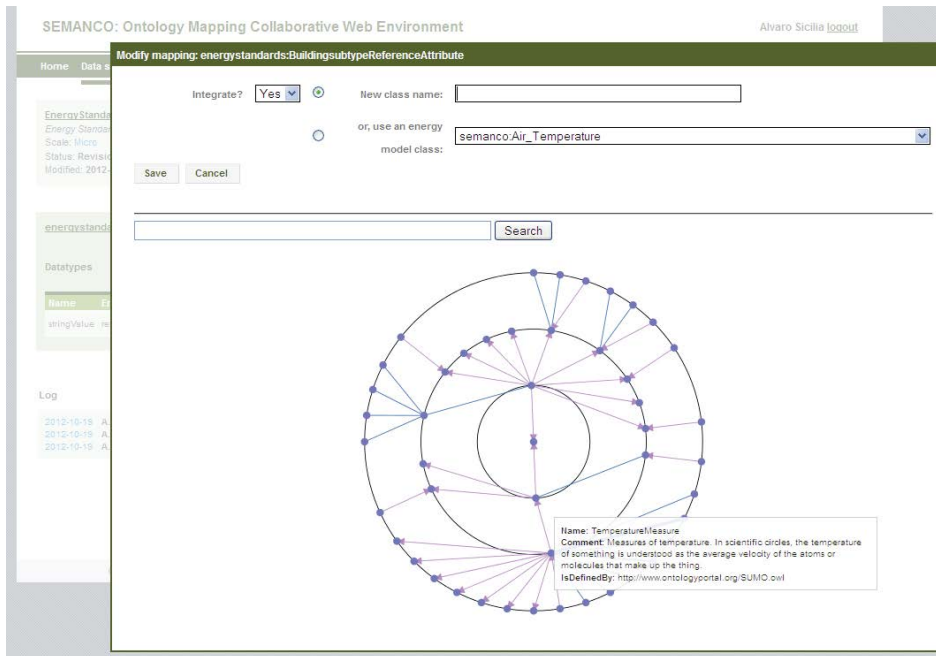 SEMANCO: Ontology Mapping Collaborative Web Environment
Alvaro Sicilia logout
Home Data s
Modify mapping: energystandards:BuildingsubtypeReferenceAttribute
Integrate? Yes New class name:
or, use an energy
model class: semanco:Air_Temperature
Save Cancel
Search
EnergyStanda
Energy Standar
Scale: Micro
Status: Revisio
Modified: 2012-
energystanda
Datatypes
Name
stringValue re
Log
2012-10-19 A.
2012-10-19 A.
2012-10-19 A.
Name: TemperatureMeasure
Comment: Measures of temperature. In scientific circles, the temperature
of something is understood as the average velocity of the atoms or
molecules that make up the thing.
IsDefinedBy: http://www.ontologyportal.org/SUMO.owl